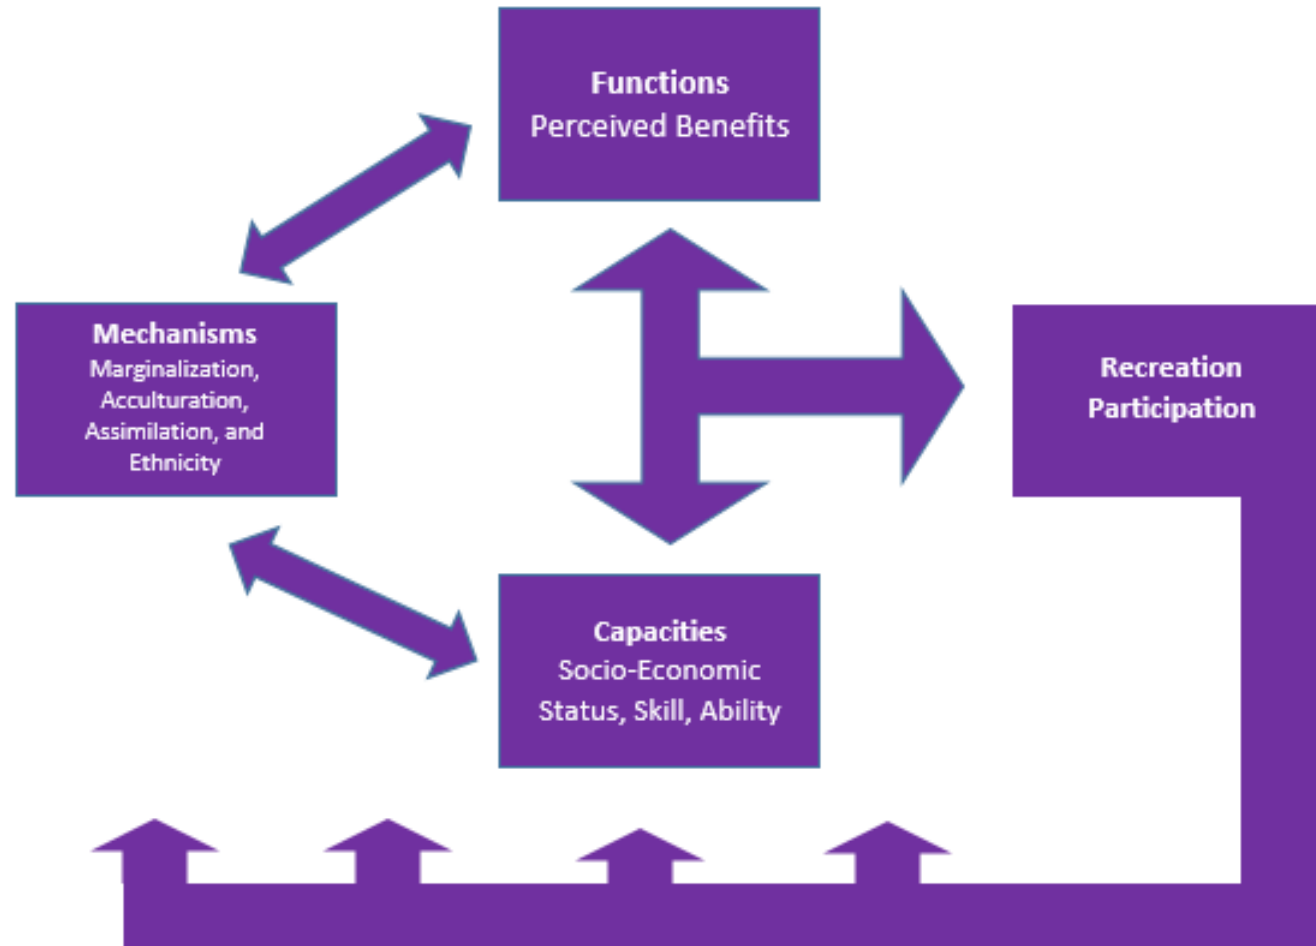 Functions
Perceived Benefits
Mechanisms
Marginalization,
Acculturation,
Assimilation, and
Ethnicity
Recreation
Participation
Capacities
Socio-Economic
Status, Skill, Ability